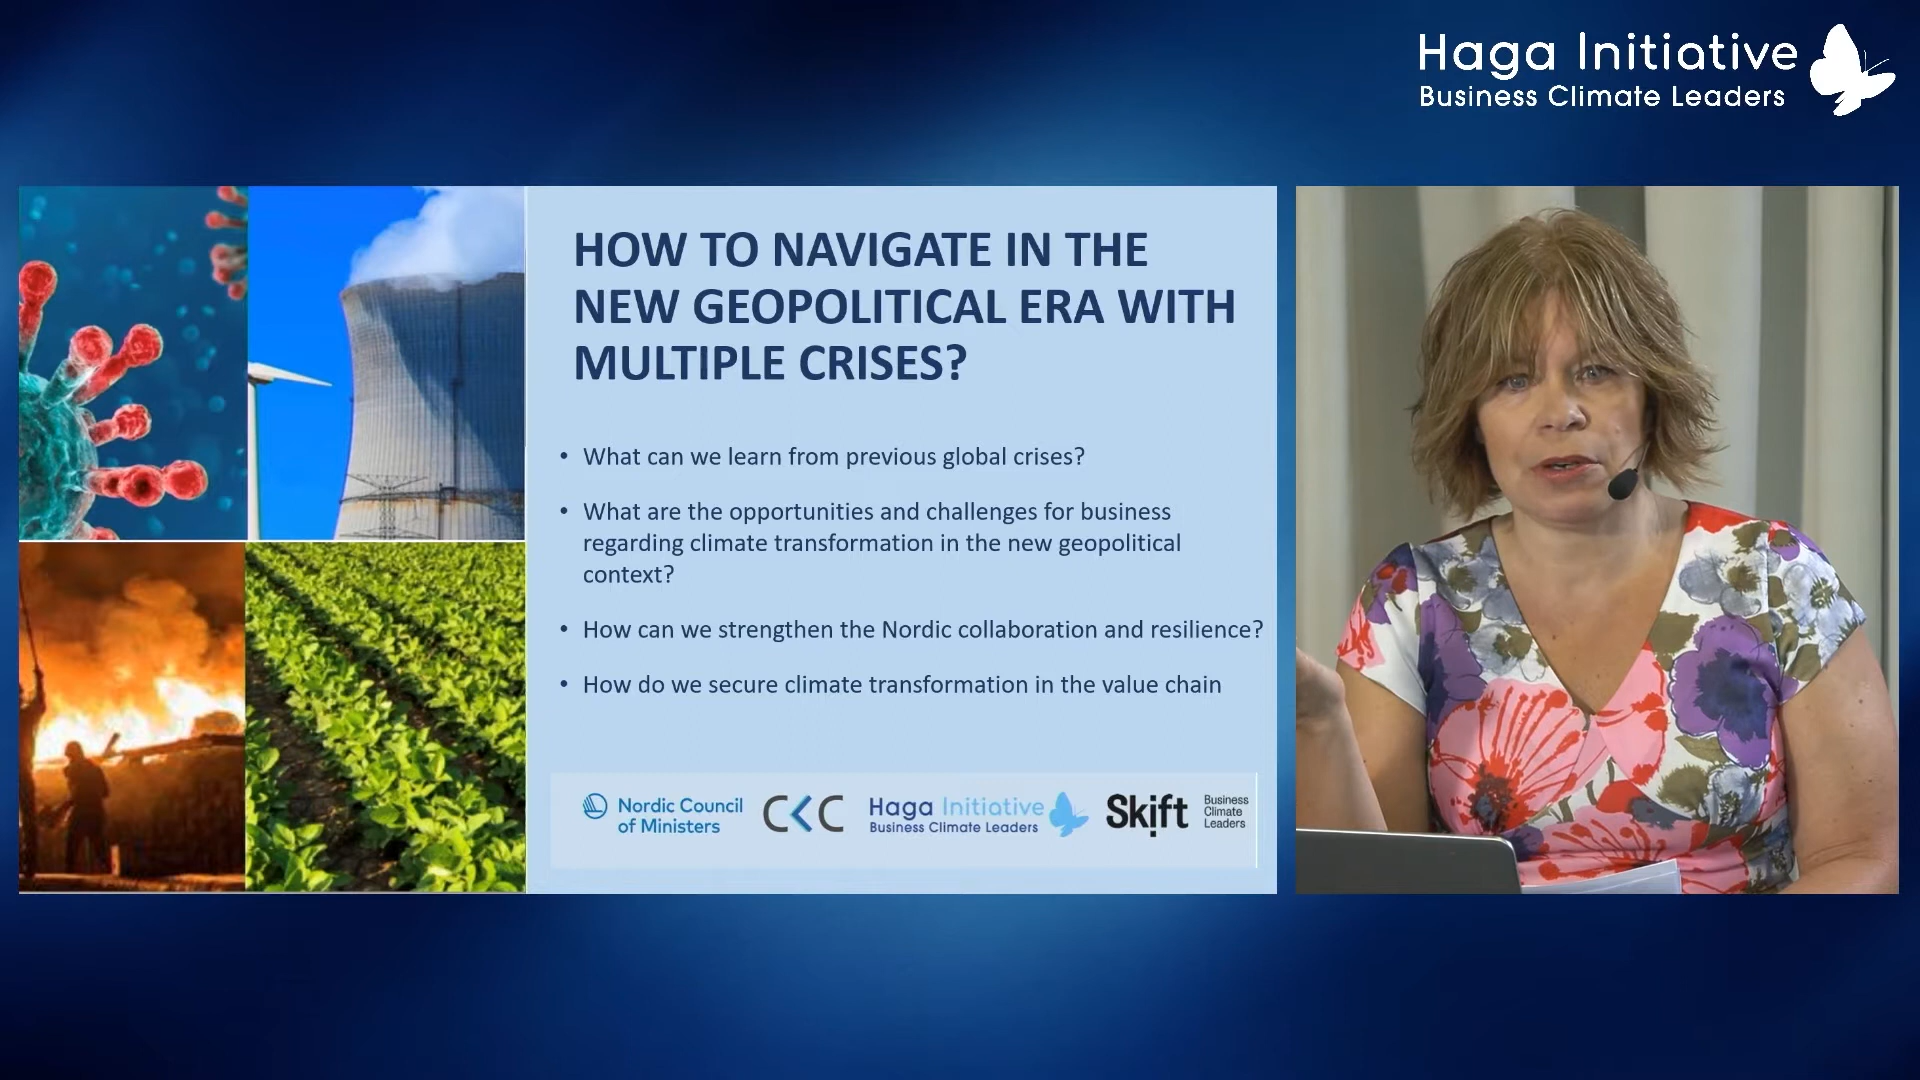 Haga Initiative
Business Climate Leaders
HOW TO NAVIGATE IN THE
NEW GEOPOLITICAL ERA WITH
MULTIPLE CRISES?
• What can we learn from previous global crises?
• What are the opportunities and challenges for business
regarding climate transformation in the new geopolitical
context?
• How can we strengthen the Nordic collaboration and resilience?
• How do we secure climate transformation in the value chain
Nordic Council
of Ministers
CKC
Haga Initiative
Business Climate Leaders
Skift
Business
Climate
Leaders